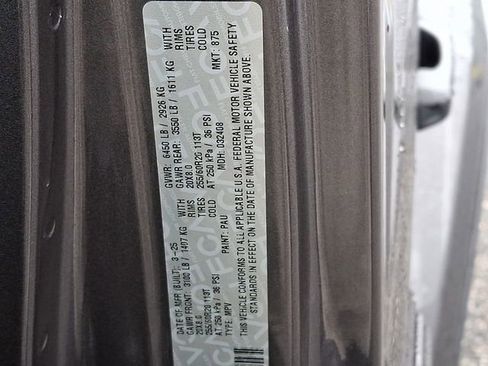 DATE OF MFR / BUILT: 3-25 GVWR: 6450 LB / 2926 KG
GAWR FRONT: 3100 LB / 1407 KG WITH GAWR REAR: 3550 LB / 1611 KG WITH
20X8.0 RIMS 20X8.0 RIMS
255/60R20 113T TIRES 255/60R20 113T TIRES
AT 250 kPa / 36 PSI COLD AT 250 kPa / 36 PSI COLD
TYPE: MPV PAINT: PAU MDH: 032408 MKT: 875
THIS VEHICLE CONFORMS TO ALL APPLICABLE U.S.A. FEDERAL MOTOR VEHICLE SAFETY
STANDARDS IN EFFECT ON THE DATE OF MANUFACTURE SHOWN ABOVE.